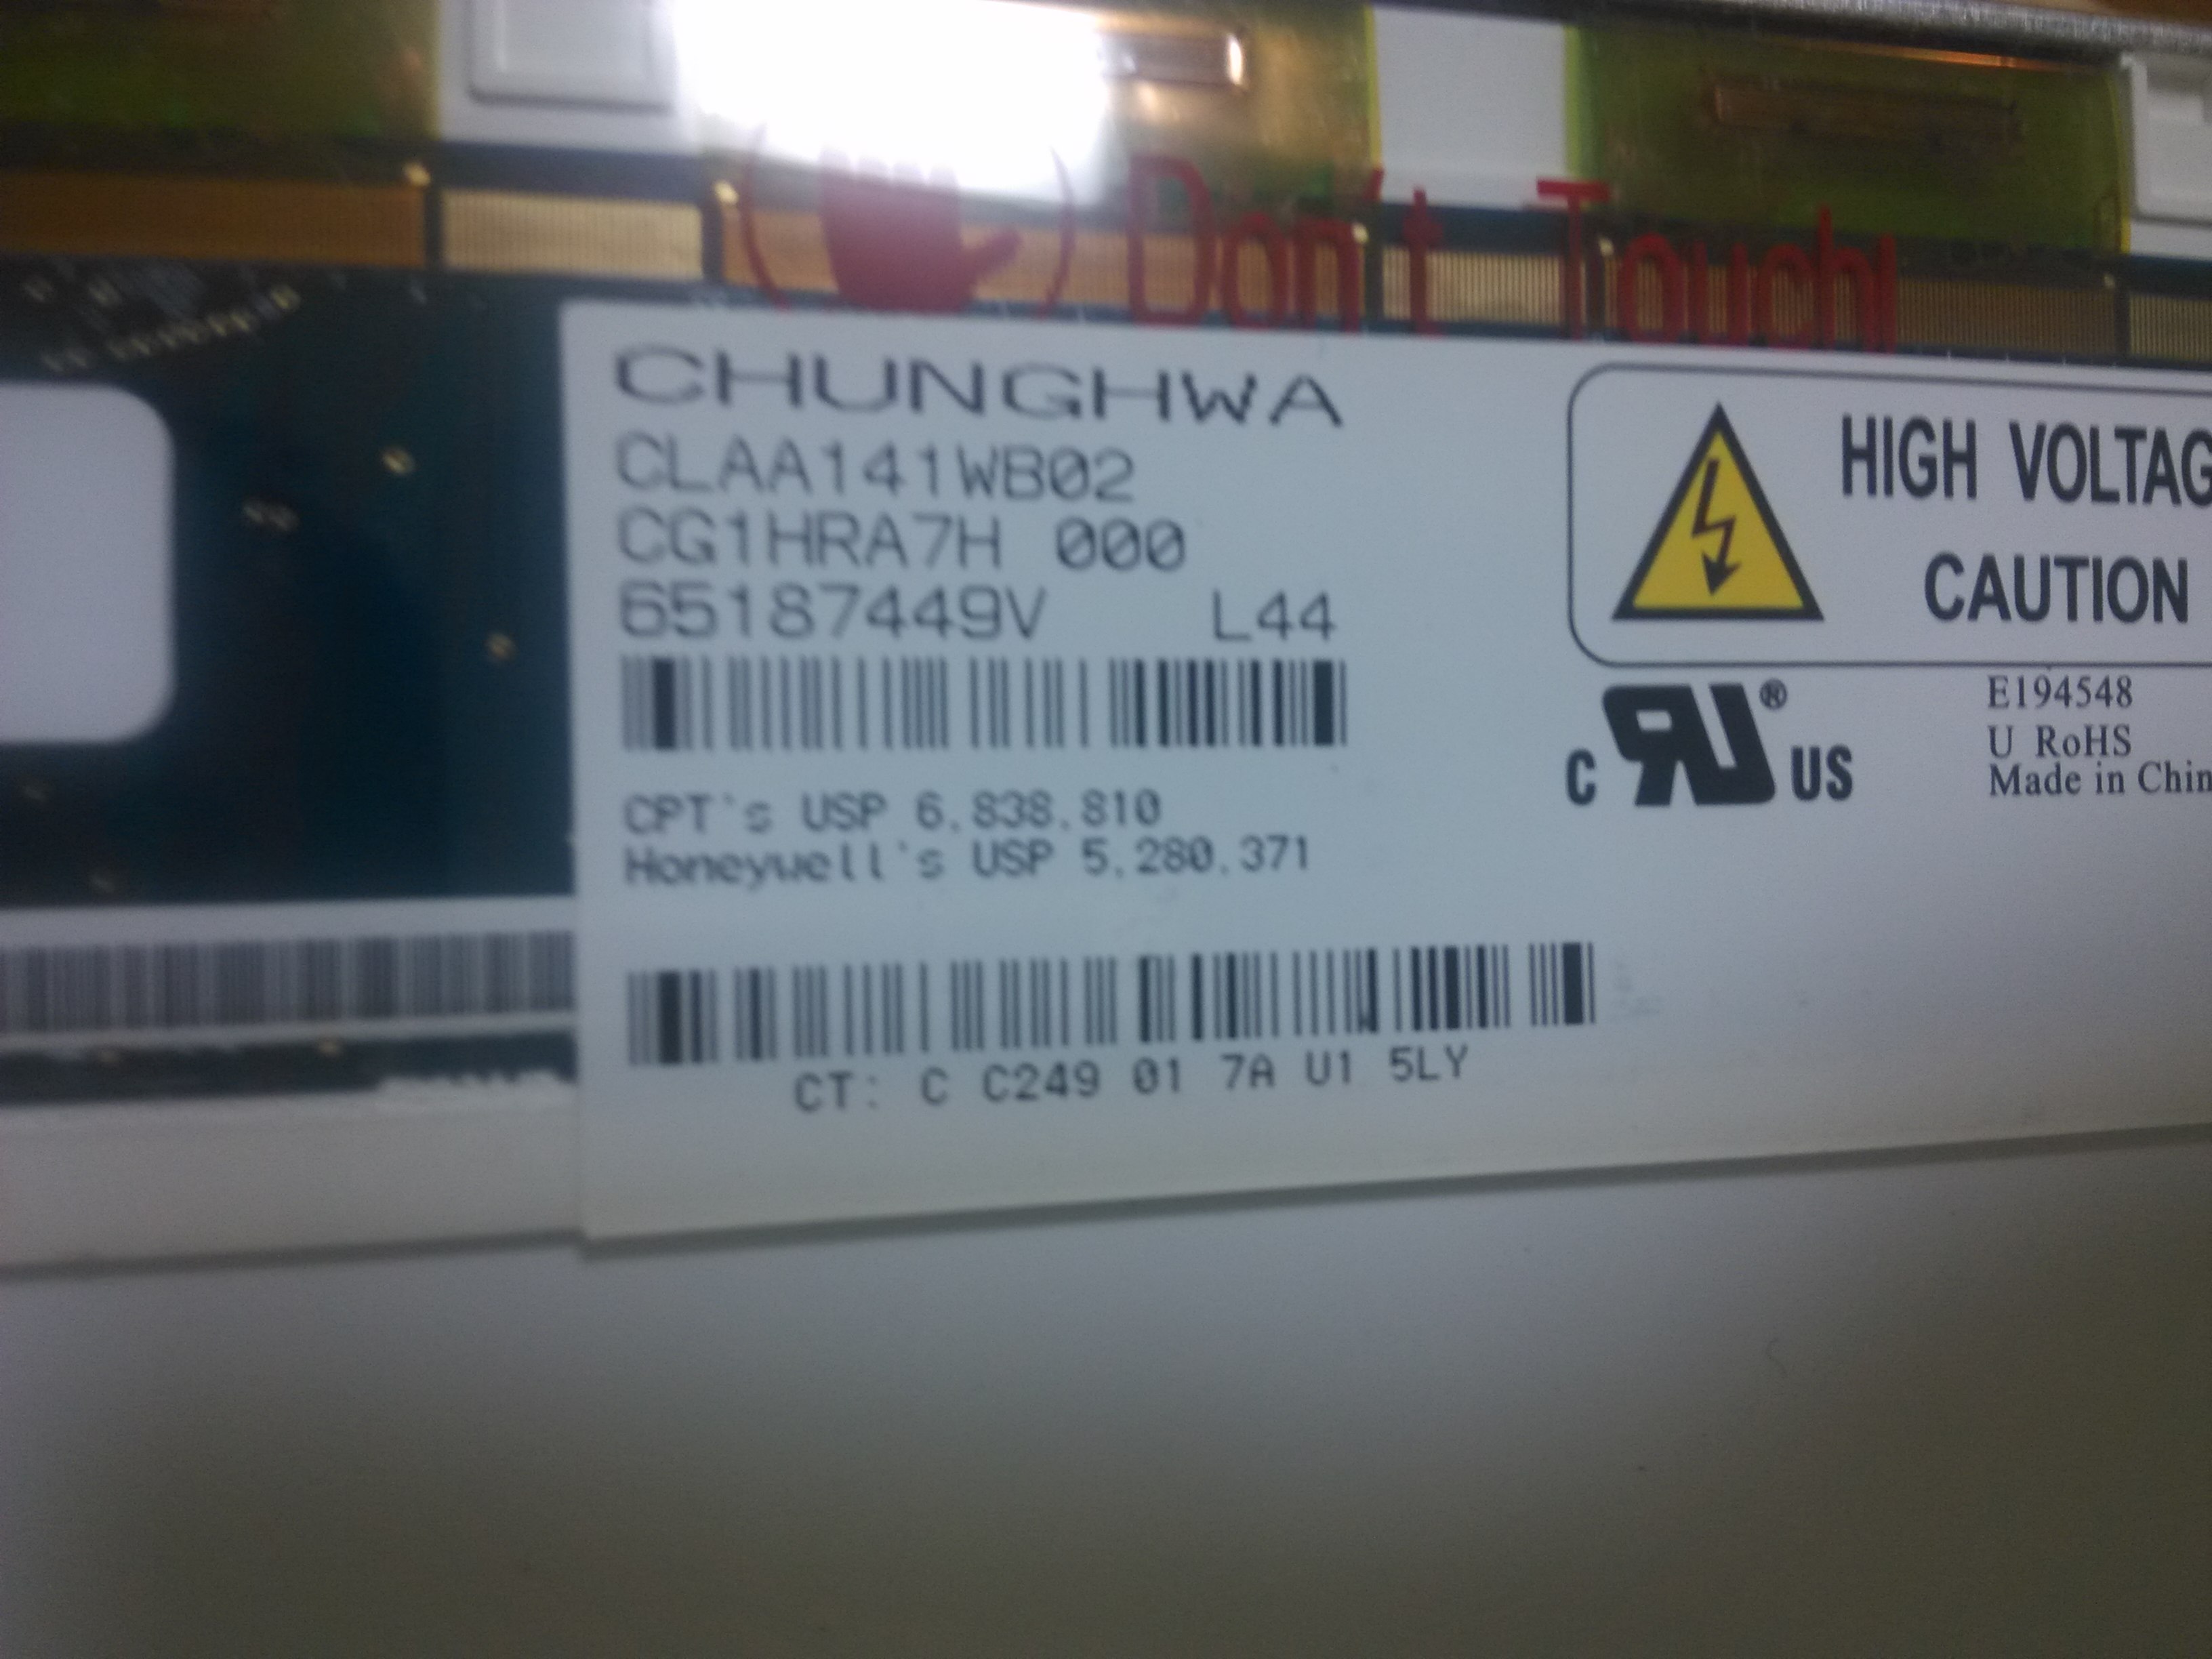 Don't Touch!
CHUNGHWA
CLAA141WB02
CG1HRA7H 000
65187449V L44
HIGH VOLTAG
CAUTION
C RU® US
E194548
U RoHS
Made in Chin
CPT's USP 6.838.810
Honeywell's USP 5,280,371
CT: C C249 01 7A U1 5LY